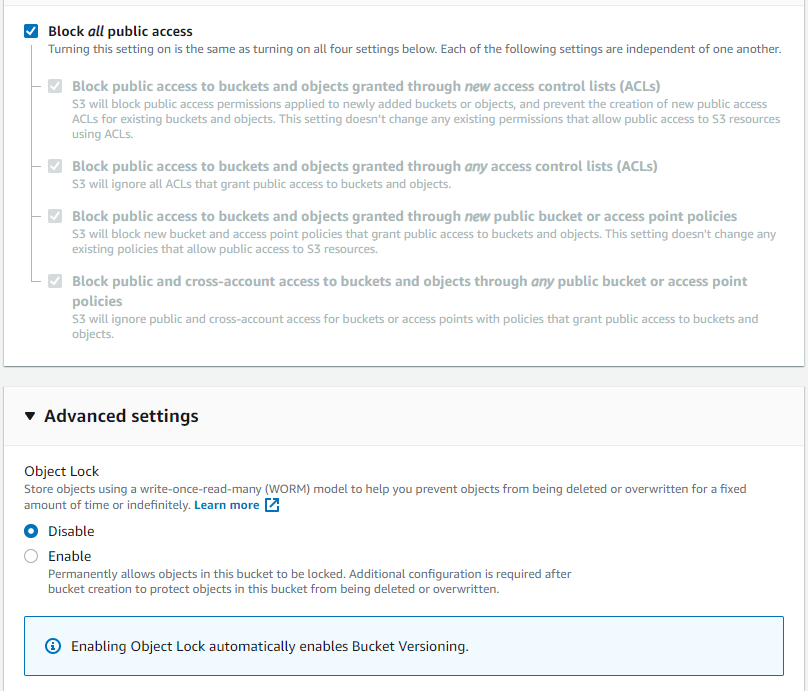 Block all public access
Turning this setting on is the same as turning on all four settings below. Each of the following settings are independent of one another.
Block public access to buckets and objects granted through new access control lists (ACLs)
S3 will block public access permissions applied to newly added buckets or objects, and prevent the creation of new public access
ACLs for existing buckets and objects. This setting doesn't change any existing permissions that allow public access to S3 resources
using ACLs.
Block public access to buckets and objects granted through any access control lists (ACLs)
S3 will ignore all ACLs that grant public access to buckets and objects.
Block public access to buckets and objects granted through new public bucket or access point policies
S3 will block new bucket and access point policies that grant public access to buckets and objects. This setting doesn't change any
existing policies that allow public access to S3 resources.
Block public and cross-account access to buckets and objects through any public bucket or access point
policies
S3 will ignore public and cross-account access for buckets or access points with policies that grant public access to buckets and
objects.
Advanced settings
Object Lock
Store objects using a write-once-read-many (WORM) model to help you prevent objects from being deleted or overwritten for a fixed
amount of time or indefinitely. Learn more
Disable
Enable
Permanently allows objects in this bucket to be locked. Additional configuration is required after
bucket creation to protect objects in this bucket from being deleted or overwritten.
Enabling Object Lock automatically enables Bucket Versioning.